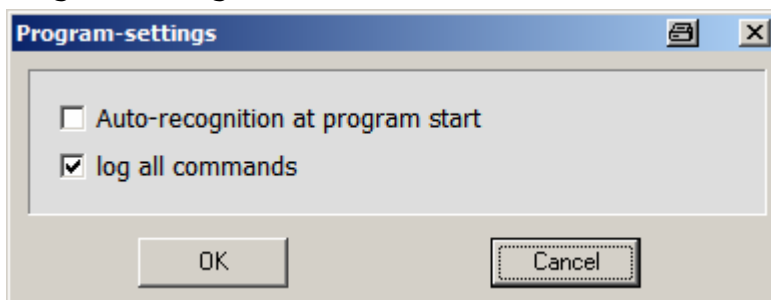 Program-settings
Auto-recognition at program start
log all commands
OK Cancel